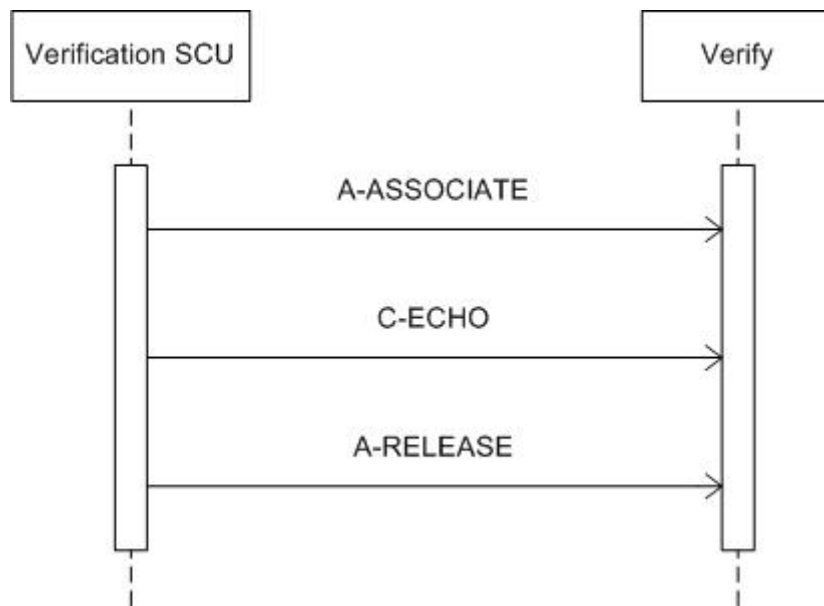 Verification SCU
Verify
A-ASSOCIATE
C-ECHO
A-RELEASE